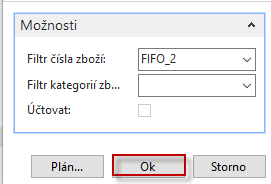 Možnosti
Filtr čísla zboží: FIFO_2
Filtr kategorií zb...
Účtovat:
Plán... Ok Storno